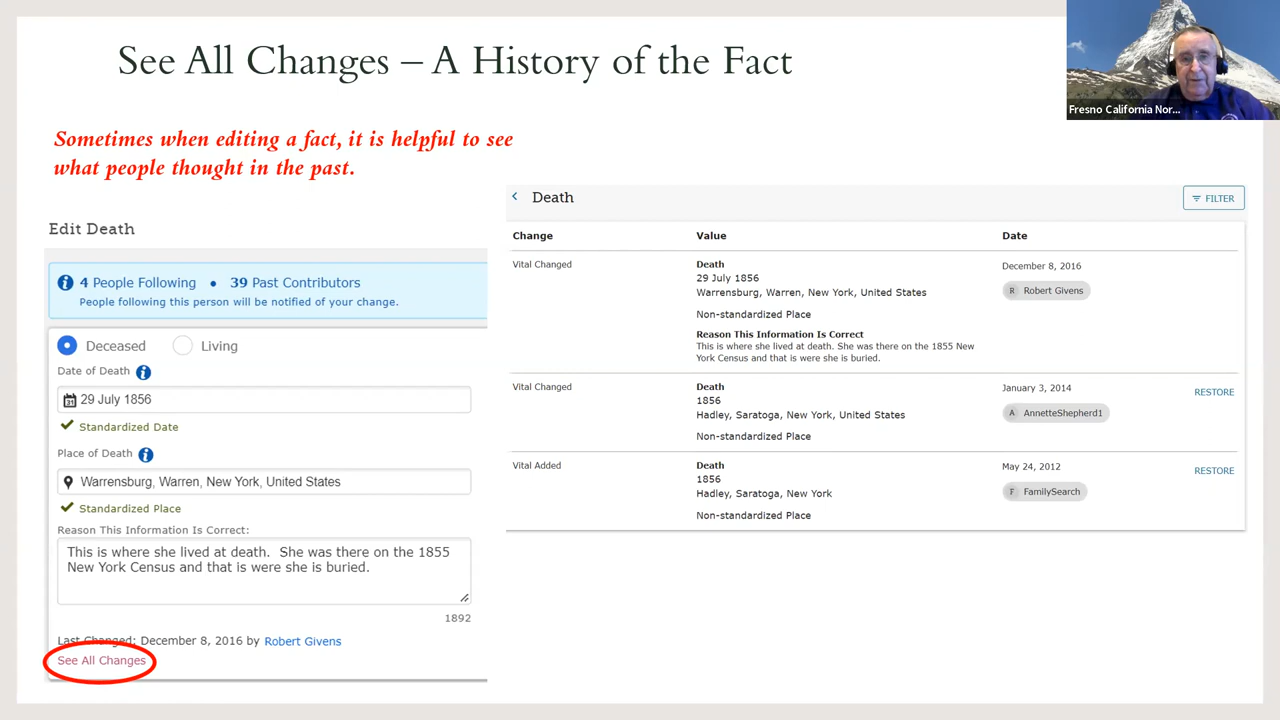 See All Changes – A History of the Fact
Fresno California Nor...
Sometimes when editing a fact, it is helpful to see
what people thought in the past.
Edit Death
4 People Following • 39 Past Contributors
People following this person will be notified of your change.
Deceased Living
Date of Death
29 July 1856
Standardized Date
Place of Death
Warrensburg, Warren, New York, United States
Standardized Place
Reason This Information Is Correct:
This is where she lived at death. She was there on the 1855
New York Census and that is were she is buried.
1892
Last Changed: December 8, 2016 by Robert Givens
See All Changes
Death
FILTER
Change Value Date
Vital Changed Death December 8, 2016
29 July 1856
R Robert Givens
Warrensburg, Warren, New York, United States
Non-standardized Place
Reason This Information Is Correct
This is where she lived at death. She was there on the 1855 New
York Census and that is were she is buried.
Vital Changed Death January 3, 2014 RESTORE
1856
A AnnetteShepherd1
Hadley, Saratoga, New York, United States
Non-standardized Place
Vital Added Death May 24, 2012 RESTORE
1856
F FamilySearch
Hadley, Saratoga, New York
Non-standardized Place